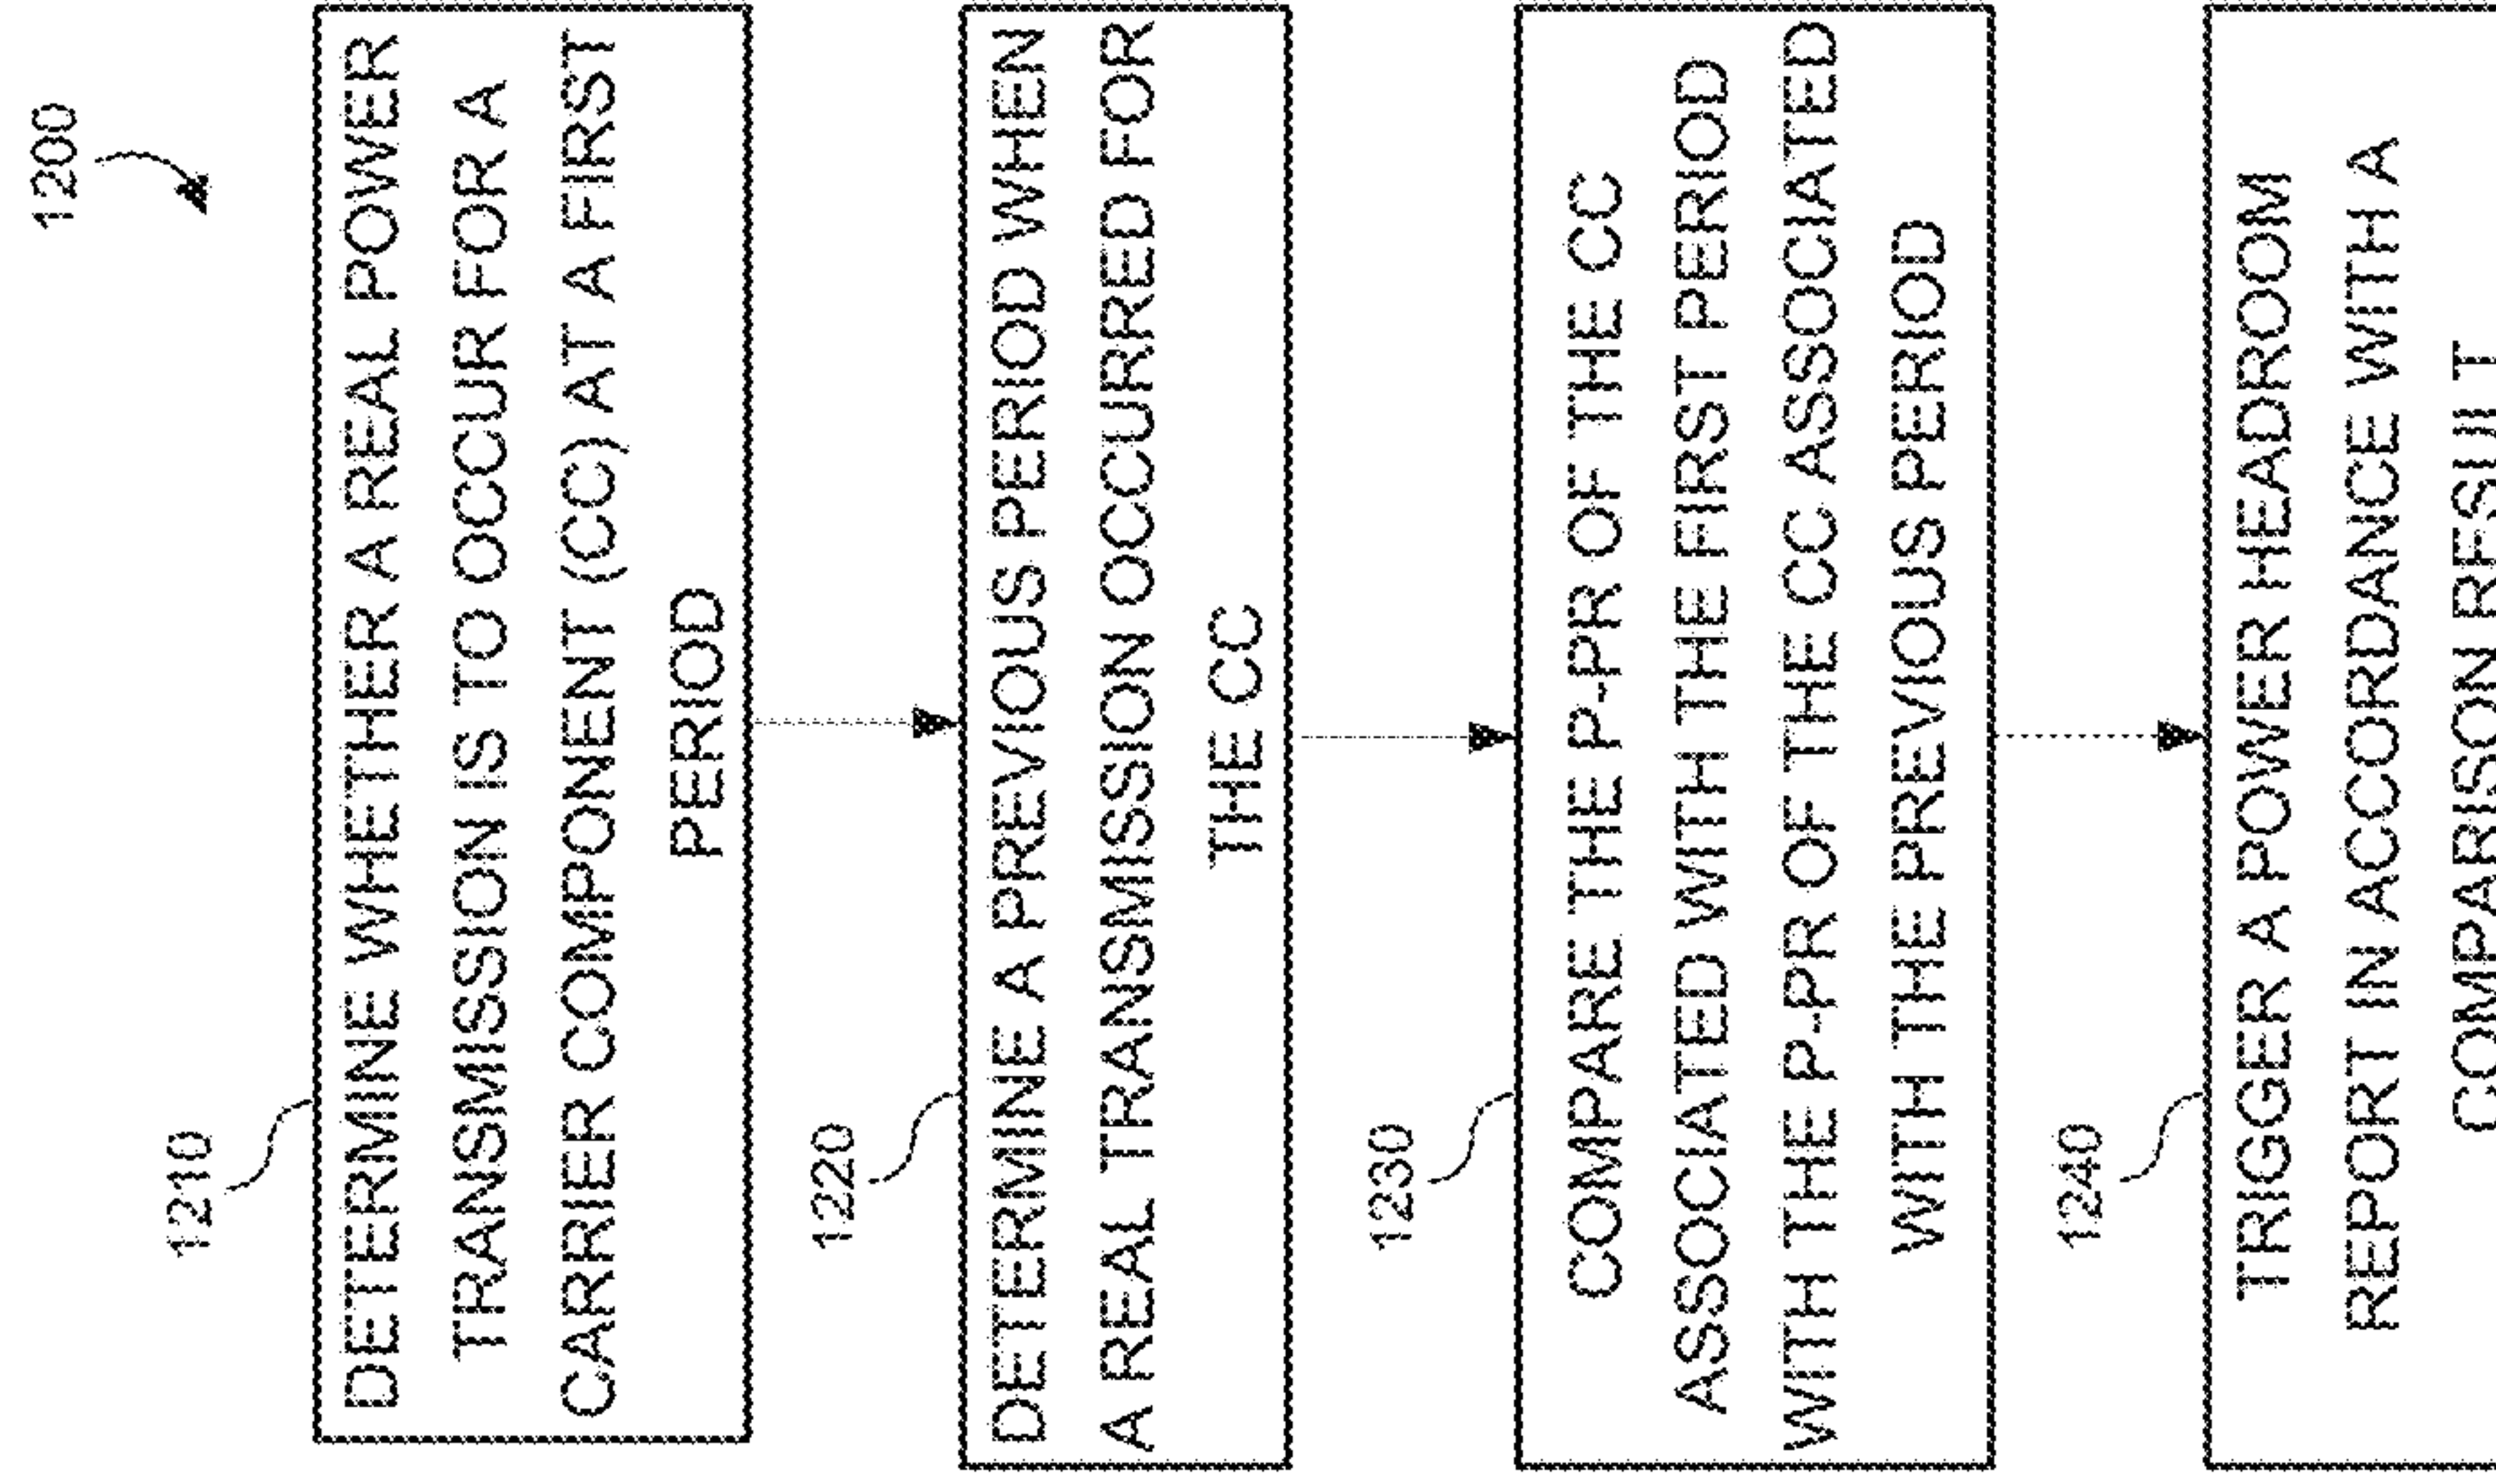 1200
1210
DETERMINE WHETHER A REAL POWER
TRANSMISSION IS TO OCCUR FOR A
CARRIER COMPONENT (CC) AT A FIRST
PERIOD
1220
DETERMINE A PREVIOUS PERIOD WHEN
A REAL TRANSMISSION OCCURRED FOR
THE CC
1230
COMPARE THE P-PR OF THE CC
ASSOCIATED WITH THE FIRST PERIOD
WITH THE P-PR OF THE CC ASSOCIATED
WITH THE PREVIOUS PERIOD
1240
TRIGGER A POWER HEADROOM
REPORT IN ACCORDANCE WITH A
COMPARISON RESULT